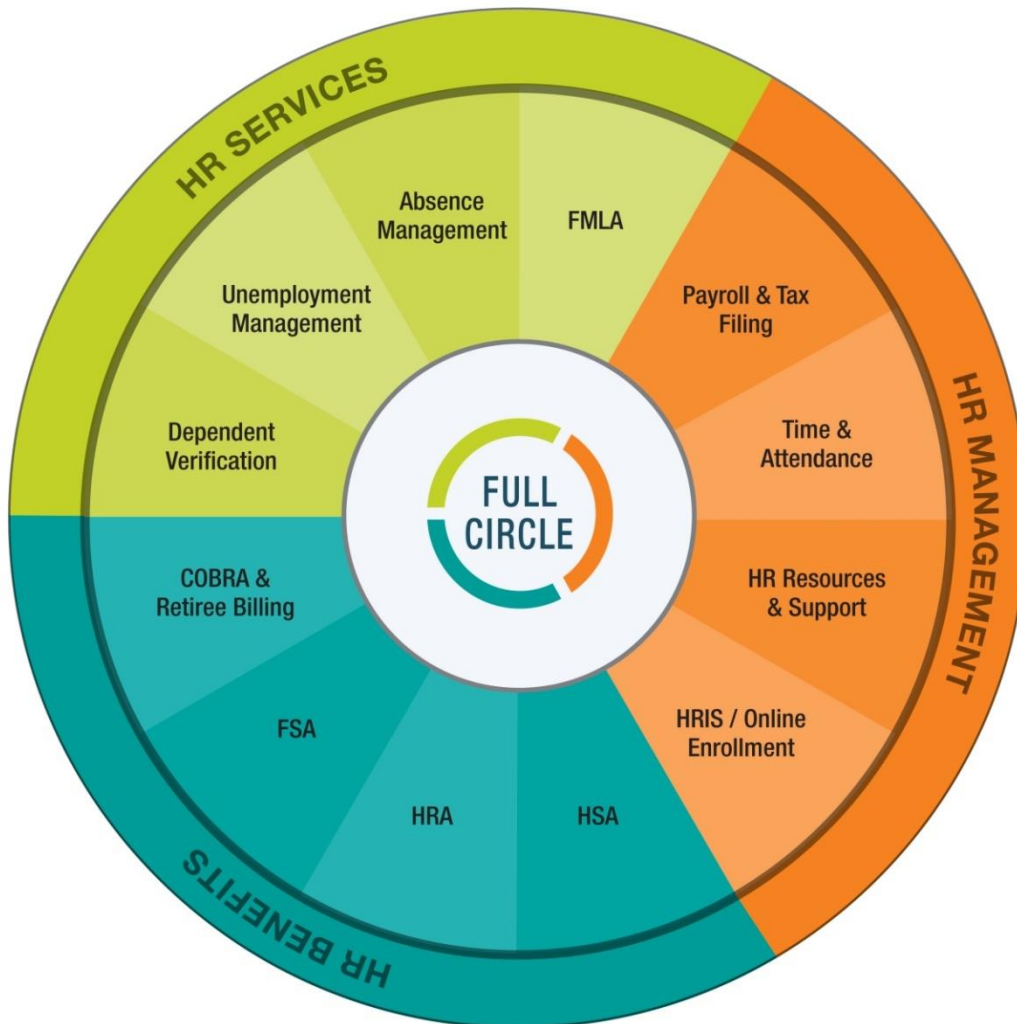 HR SERVICES
Absence
Management
FMLA
Unemployment
Management
Dependent
Verification
HR MANAGEMENT
Payroll & Tax
Filing
Time &
Attendance
HR Resources
& Support
HRIS / Online
Enrollment
FULL
CIRCLE
COBRA &
Retiree Billing
FSA
HRA
HSA
HR BENEFITS